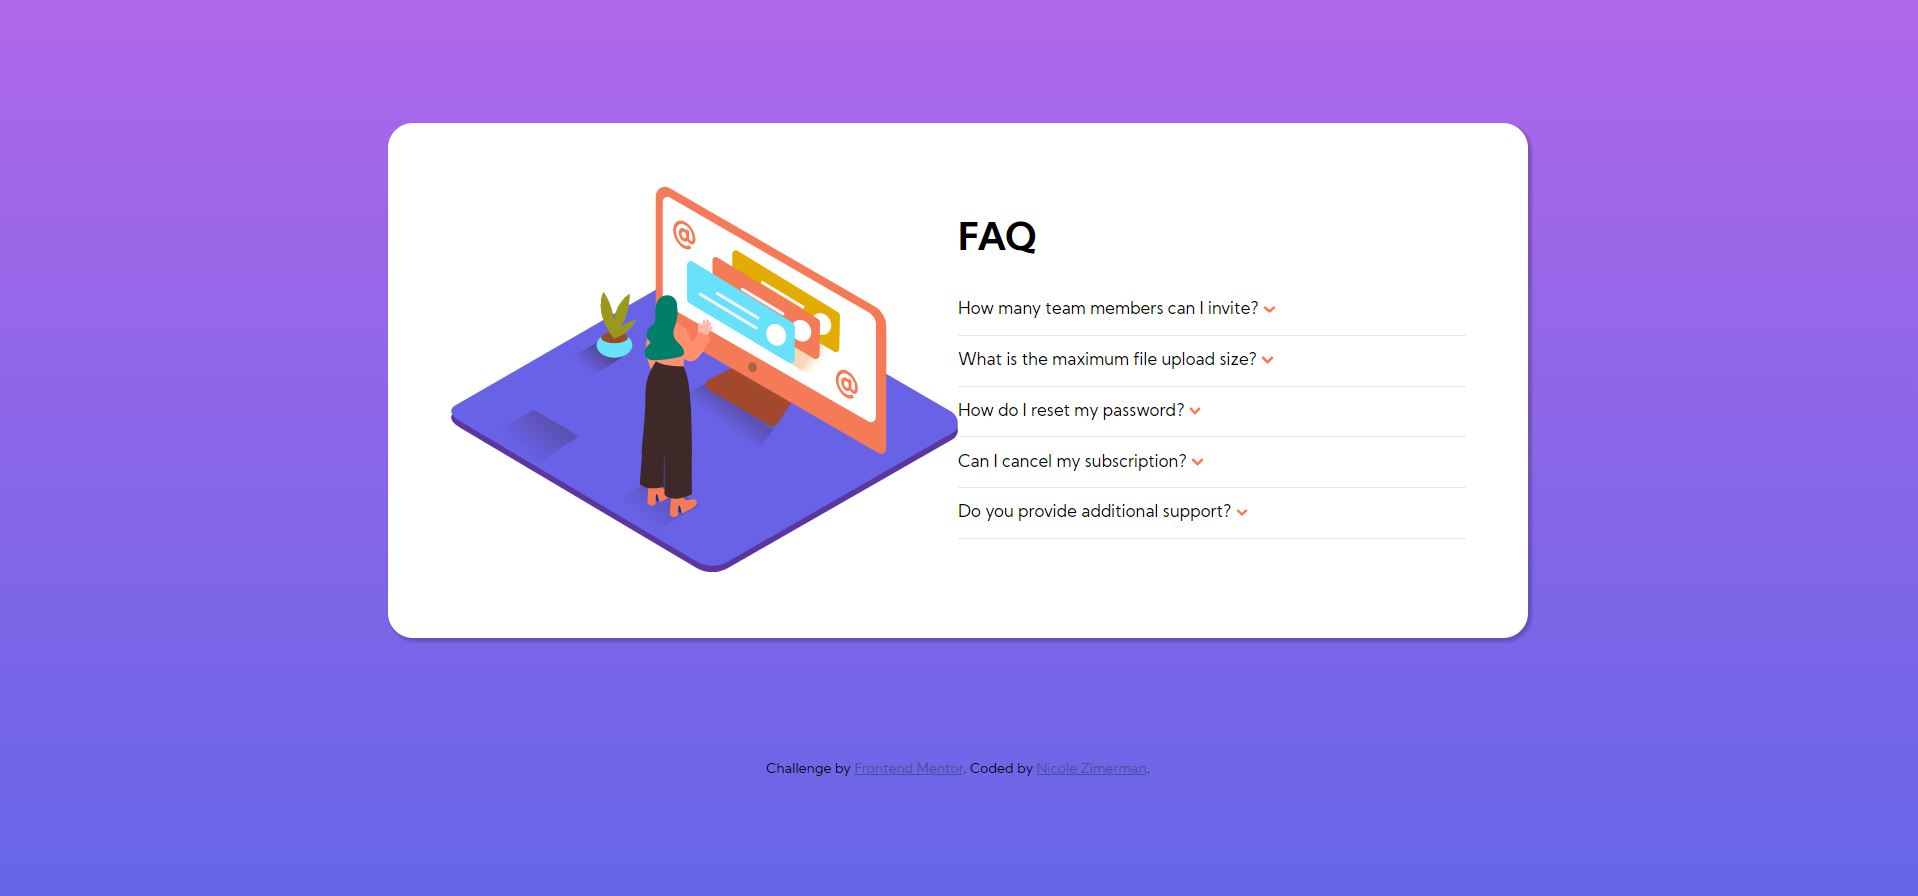 @
@
FAQ
How many team members can I invite?
What is the maximum file upload size?
How do I reset my password?
Can I cancel my subscription?
Do you provide additional support?
Challenge by Frontend Mentor. Coded by Nicole Zimerman.